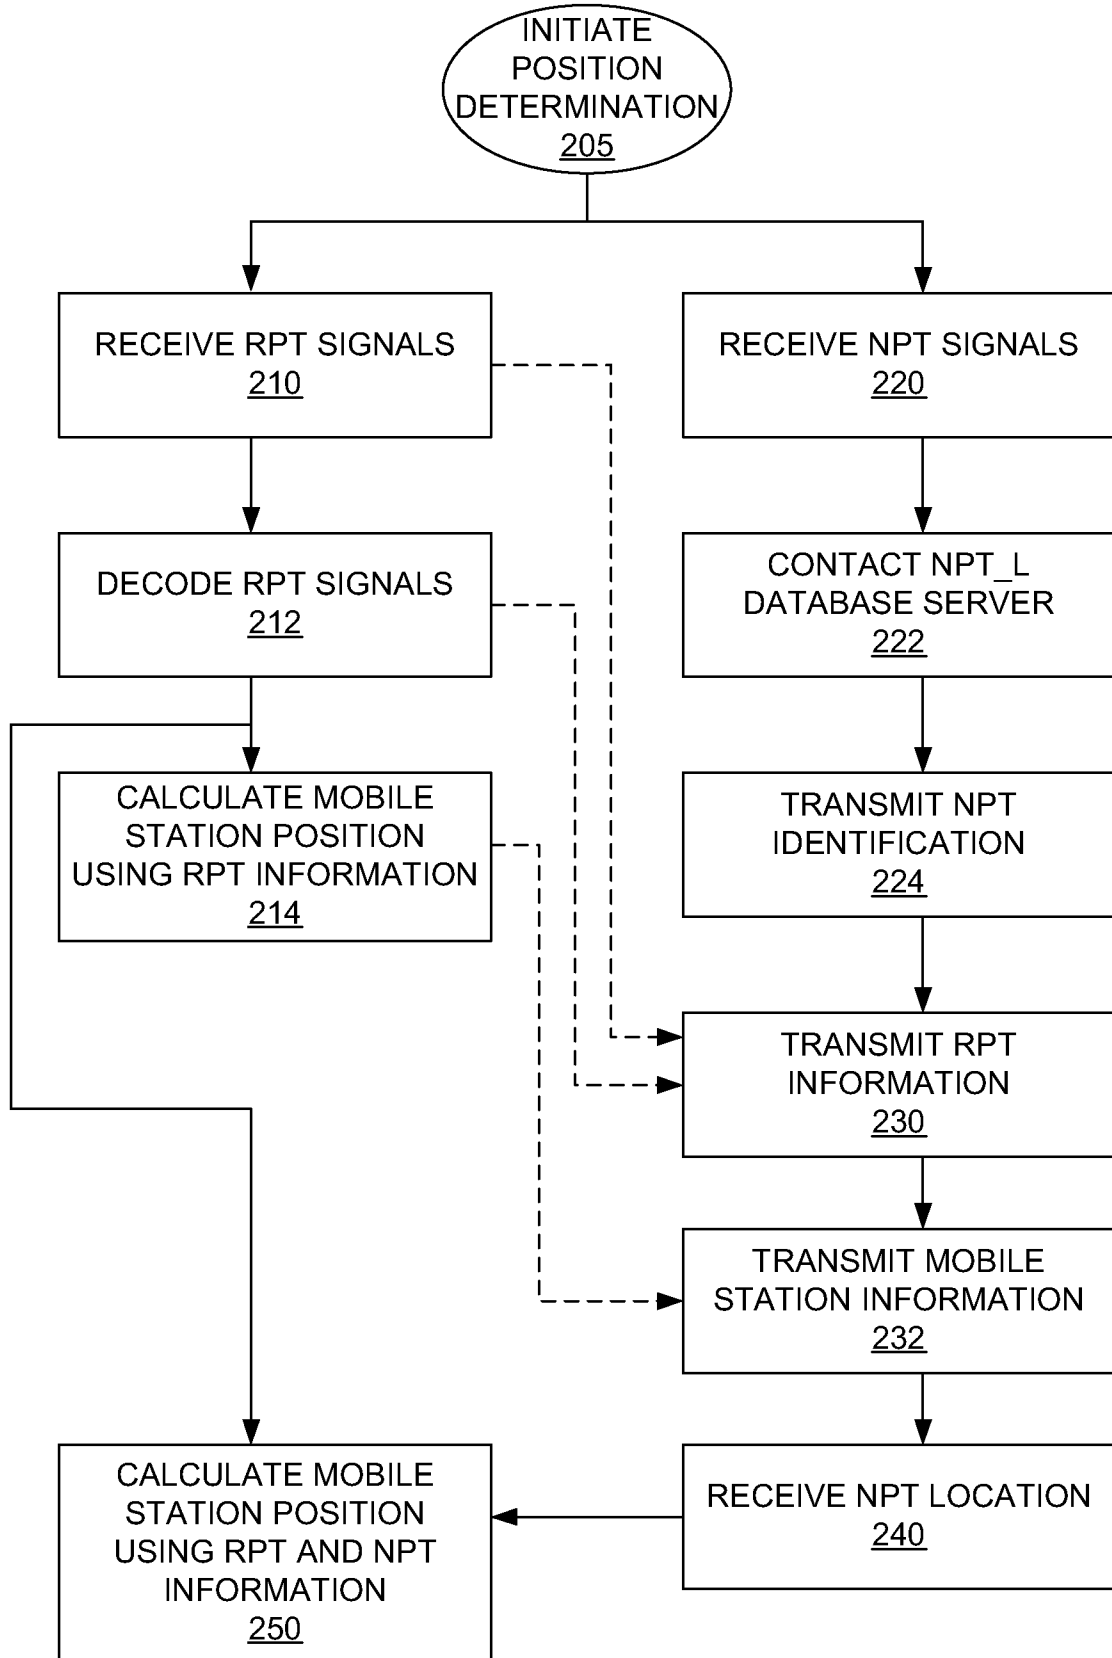 INITIATE
POSITION
DETERMINATION
205
RECEIVE RPT SIGNALS
210
RECEIVE NPT SIGNALS
220
DECODE RPT SIGNALS
212
CONTACT NPT_L
DATABASE SERVER
222
CALCULATE MOBILE
STATION POSITION
USING RPT INFORMATION
214
TRANSMIT NPT
IDENTIFICATION
224
TRANSMIT RPT
INFORMATION
230
TRANSMIT MOBILE
STATION INFORMATION
232
CALCULATE MOBILE
STATION POSITION
USING RPT AND NPT
INFORMATION
250
RECEIVE NPT LOCATION
240